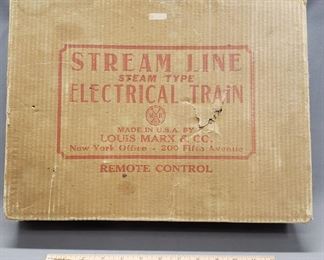 STREAM LINE
STEAM TYPE
ELECTRICAL TRAIN
MADE IN U.S.A. BY
LOUIS MARX & CO.
New York Office - 200 Fifth Avenue
REMOTE CONTROL